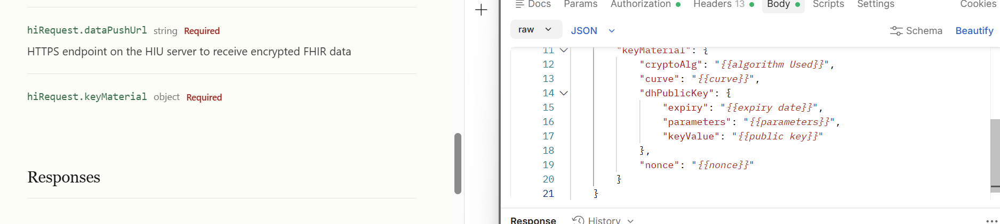 hiRequest.dataPushUrl string Required
HTTPS endpoint on the HIU server to receive encrypted FHIR data
hiRequest.keyMaterial object Required
Responses
Docs Params Authorization Headers 13 Body Scripts Settings Cookies
raw JSON Schema Beautify
11 "keyMaterial": {
12 "cryptoAlg": "{{algorithm Used}}",
13 "curve": "{{curve}}",
14 "dhPublicKey": {
15 "expiry": "{{expiry date}}",
16 "parameters": "{{parameters}}",
17 "keyValue": "{{public key}}"
18 },
19 "nonce": "{{nonce}}"
20 }
21 }
Response History